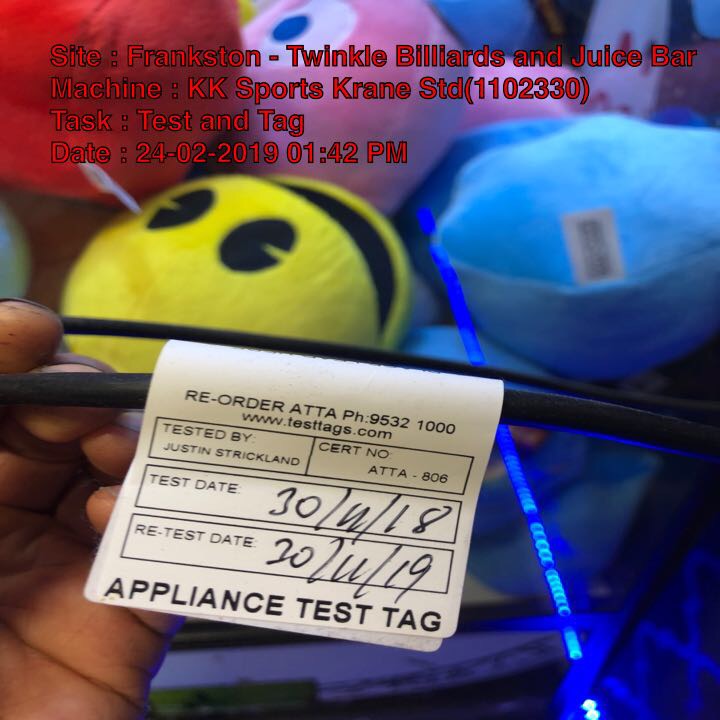 Site : Frankston - Twinkle Billiards and Juice Bar
Machine : KK Sports Krane Std(1102330)
Task : Test and Tag
Date : 24-02-2019 01:42 PM
RE-ORDER ATTA Ph:9532 1000
www.testtags.com
TESTED BY: CERT NO:
JUSTIN STRICKLAND ATTA - 806
TEST DATE: 30/11/18
RE-TEST DATE: 30/11/19
APPLIANCE TEST TAG